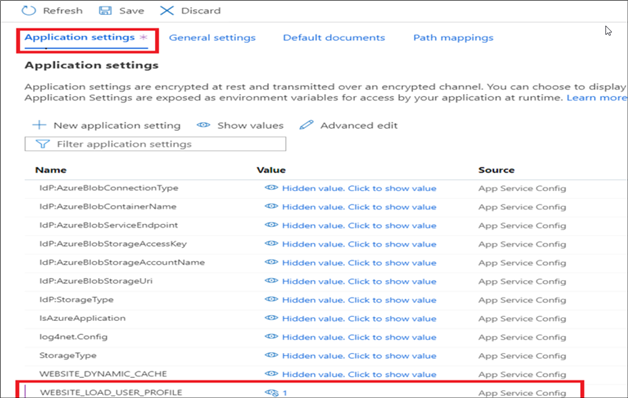 Refresh Save Discard
Application settings * General settings Default documents Path mappings
Application settings
Application settings are encrypted at rest and transmitted over an encrypted channel. You can choose to display
Application Settings are exposed as environment variables for access by your application at runtime. Learn more
New application setting Show values Advanced edit
Filter application settings
Name Value Source
IdP:AzureBlobConnectionType Hidden value. Click to show value App Service Config
IdP:AzureBlobContainerName Hidden value. Click to show value App Service Config
IdP:AzureBlobServiceEndpoint Hidden value. Click to show value App Service Config
IdP:AzureBlobStorageAccessKey Hidden value. Click to show value App Service Config
IdP:AzureBlobStorageAccountName Hidden value. Click to show value App Service Config
IdP:AzureBlobStorageUri Hidden value. Click to show value App Service Config
IdP:StorageType Hidden value. Click to show value App Service Config
IsAzureApplication Hidden value. Click to show value App Service Config
log4net.Config Hidden value. Click to show value App Service Config
StorageType Hidden value. Click to show value App Service Config
WEBSITE_DYNAMIC_CACHE Hidden value. Click to show value App Service Config
WEBSITE_LOAD_USER_PROFILE 1 App Service Config